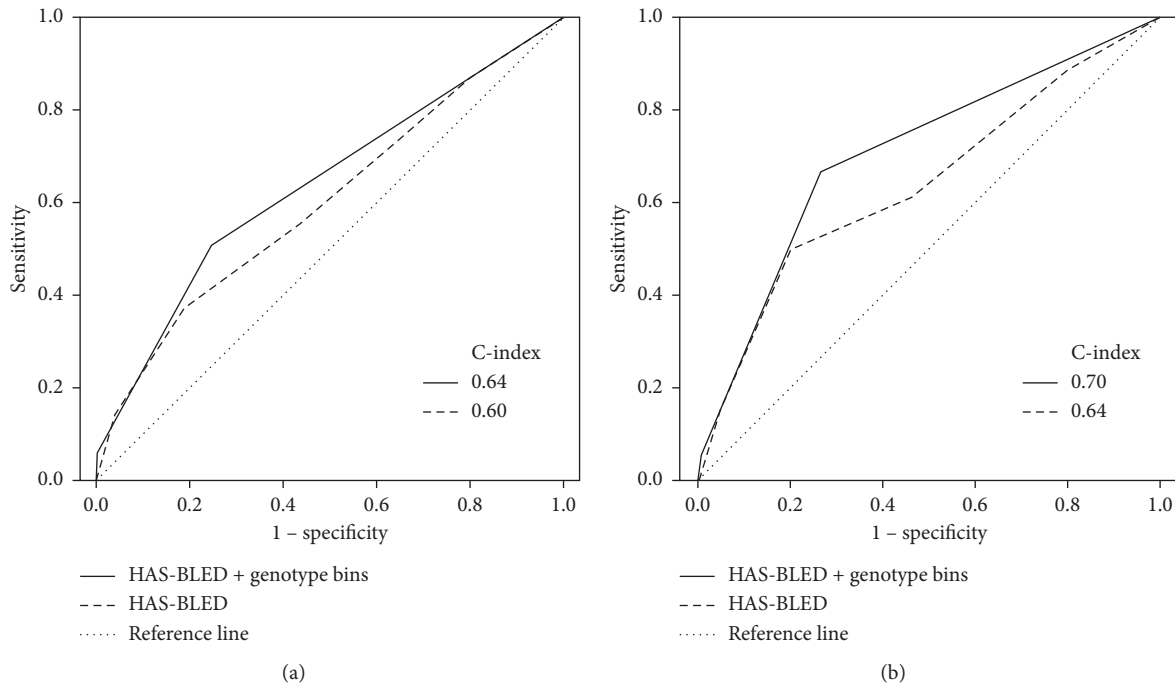 1.0
0.8
0.6
0.4
0.2
0.0
Sensitivity
0.0 0.2 0.4 0.6 0.8 1.0
1 – specificity
C-index
0.64
0.60
HAS-BLED + genotype bins
HAS-BLED
Reference line
(a)
1.0
0.8
0.6
0.4
0.2
0.0
Sensitivity
0.0 0.2 0.4 0.6 0.8 1.0
1 – specificity
C-index
0.70
0.64
HAS-BLED + genotype bins
HAS-BLED
Reference line
(b)